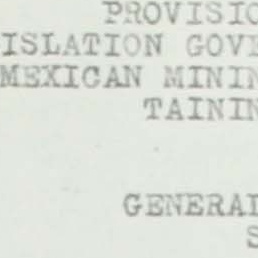 PROVISIO
ISLATION GOVE
MEXICAN MININ
TAININ
GENERAL
S